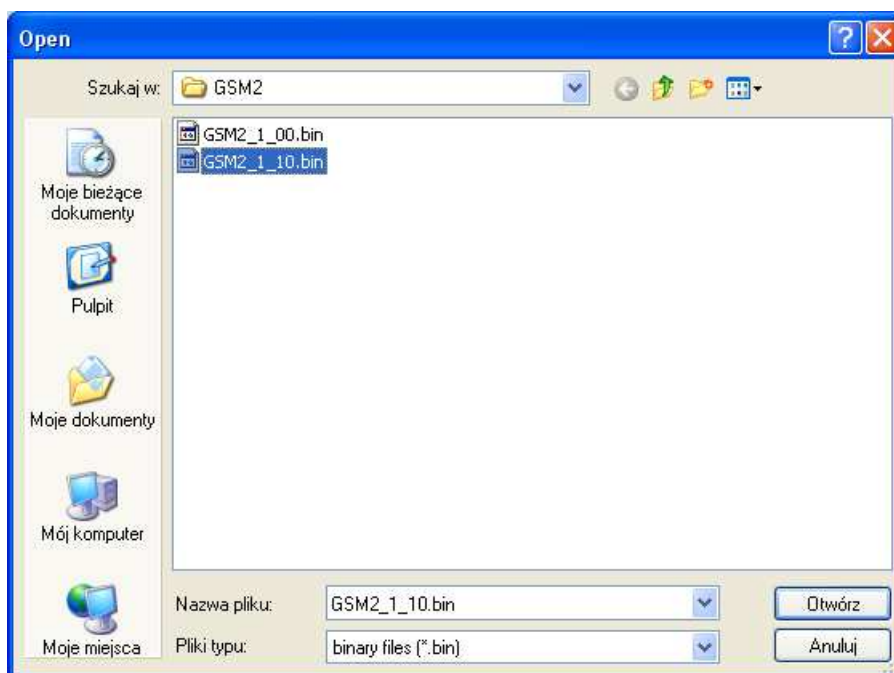 Open
Szukaj w:
GSM2
GSM2_1_00.bin
GSM2_1_10.bin
Moje bieżące
dokumenty
Pulpit
Moje dokumenty
Mój komputer
Moje miejsca
Nazwa pliku:
GSM2_1_10.bin
Otwórz
Pliki typu:
binary files (*.bin)
Anuluj